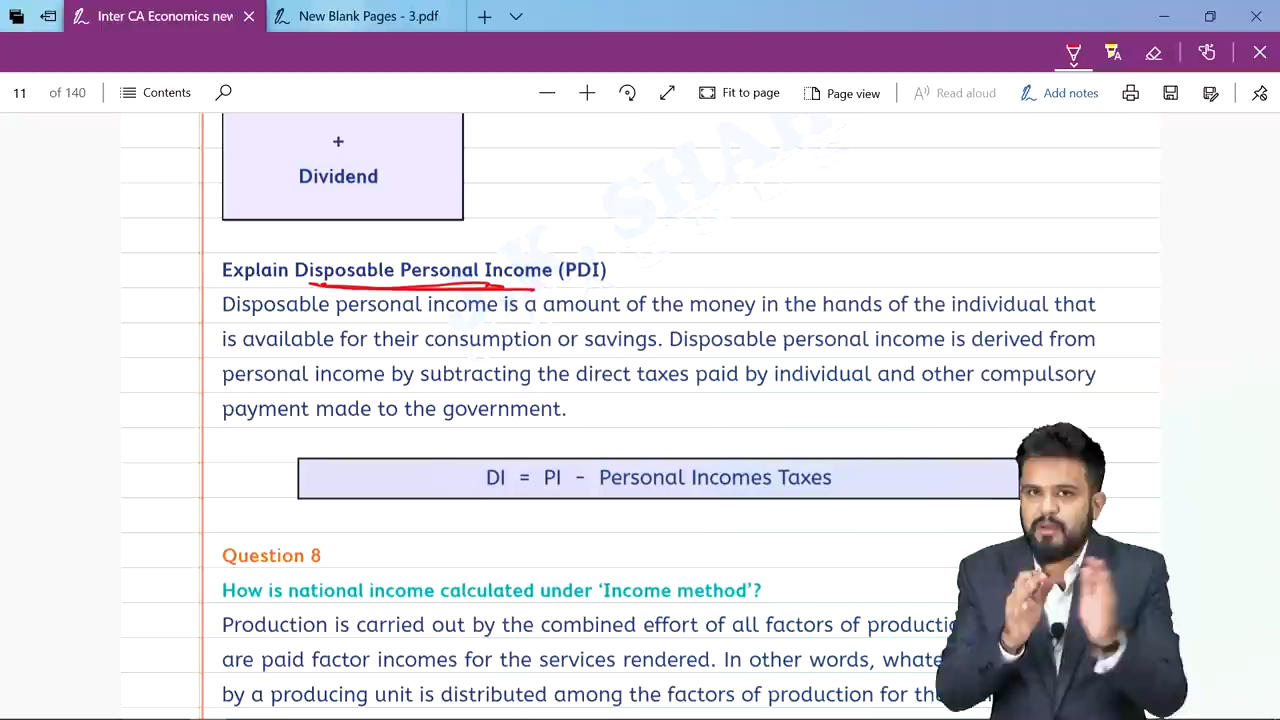 Inter CA Economics new
New Blank Pages - 3.pdf
11 of 140 Contents Fit to page Page view Read aloud Add notes
+
Dividend
K. SHAH
Explain Disposable Personal Income (PDI)
Disposable personal income is a amount of the money in the hands of the individual that
is available for their consumption or savings. Disposable personal income is derived from
personal income by subtracting the direct taxes paid by individual and other compulsory
payment made to the government.
DI = PI - Personal Incomes Taxes
Question 8
How is national income calculated under ‘Income method’?
Production is carried out by the combined effort of all factors of
are paid factor incomes for the services rendered. In other words,
by a producing unit is distributed among the factors of production for